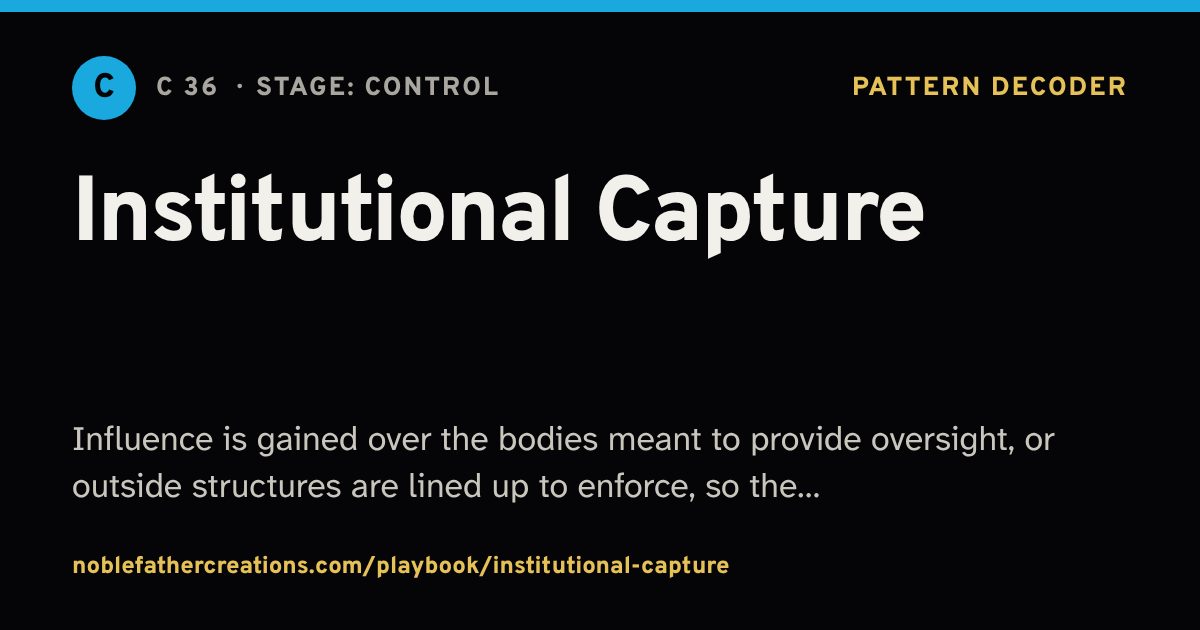 C
C 36 · STAGE: CONTROL
PATTERN DECODER
Institutional Capture
Influence is gained over the bodies meant to provide oversight, or
outside structures are lined up to enforce, so the...
noblefathercreations.com/playbook/institutional-capture